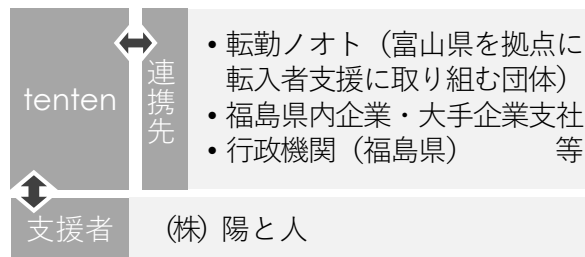 tenten
連携先
• 転勤ノオト（富山県を拠点に
転入者支援に取り組む団体）
• 福島県内企業・大手企業支社
• 行政機関（福島県）　　等
支援者
㈱ 陽と人